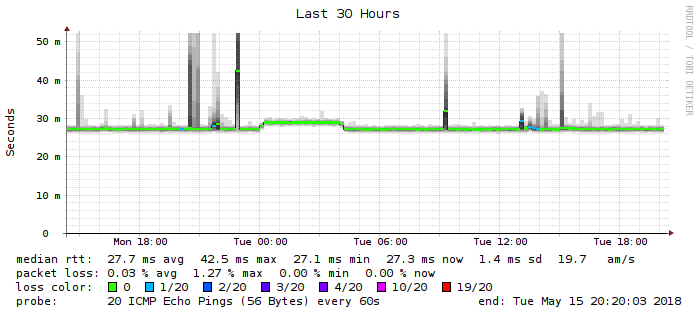 Last 30 Hours
RRDTOOL / TOBI OETIKER
Seconds
50 m
40 m
30 m
20 m
10 m
0
Mon 18:00 Tue 00:00 Tue 06:00 Tue 12:00 Tue 18:00
median rtt: 27.7 ms avg 42.5 ms max 27.1 ms min 27.3 ms now 1.4 ms sd 19.7 am/s
packet loss: 0.03 % avg 1.27 % max 0.00 % min 0.00 % now
loss color: 0 1/20 2/20 3/20 4/20 10/20 19/20
probe: 20 ICMP Echo Pings (56 Bytes) every 60s end: Tue May 15 20:20:03 2018